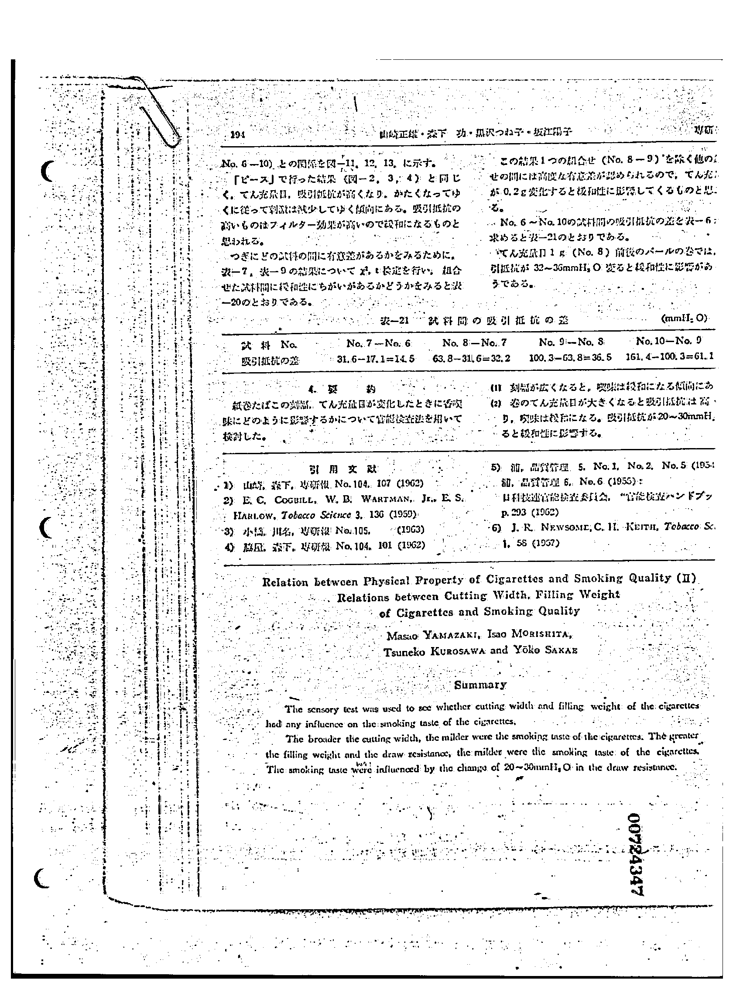 194
山崎正雄・森下 功・黒沢つね子・坂江陽子
専研
No. 6－10) との関係を図－11, 12, 13, に示す。
「ピース」で行った結果 (図－2, 3, 4) と同じ
く, てん充量目, 吸引抵抗が高くなり, かたくなってゆ
くに従って刺激は減少してゆく傾向にある。吸引抵抗の
高いものはフィルター効果が高いので緩和になるものと
思われる。
つぎにどの試料の間に有意差があるかをみるために,
表－7, 表－9の結果について χ², t 検定を行い, 組合
せた試料間に緩和性にちがいがあるかどうかをみると表
－20のとおりである。
この結果1つの組合せ (No. 8－9) を除く他の
せの間には高度な有意差が認められるので, てん充
が 0.2g 変化すると緩和性に影響してくるものと思
る。
No. 6～No. 10の試料間の吸引抵抗の差を表－6
求めると表－21のとおりである。
てん充量目 1 g (No. 8) 前後のパールの巻では,
引抵抗が 32～36mmH₂O 変ると緩和性に影響があ
うである。
表－21 試料間の吸引抵抗の差 (mmH₂O)
試料 No. No. 7－No. 6 No. 8－No. 7 No. 9－No. 8 No. 10－No. 9
吸引抵抗の差 31.6－17.1＝14.5 63.8－31.6＝32.2 100.3－63.8＝36.5 161.4－100.3＝61.1
4. 要 約
紙巻たばこの刻幅, てん充量目が変化したときに香喫
味にどのように影響するかについて官能検査法を用いて
検討した。
(1) 刻幅が広くなると, 喫味は緩和になる傾向にあ
(2) 巻のてん充量目が大きくなると吸引抵抗は高
り, 喫味は緩和になる。吸引抵抗が20～30mmH₂
ると緩和性に影響する。
引用文献
1) 山崎, 森下, 専研報 No. 104, 107 (1962)
2) E. C. COGBILL, W. B. WARTMAN, Jr., E. S.
HARLOW, Tobacco Science 3, 136 (1959)
3) 小鷲, 川名, 専研報 No. 105, (1963)
4) 脇屋, 森下, 専研報 No. 104, 101 (1962)
5) 浦, 品質管理 5, No. 1, No. 2, No. 5 (1954
浦, 品質管理 6, No. 6 (1955):
日科技連官能検査委員会, "官能検査ハンドブッ
p. 293 (1962)
6) J. R. NEWSOME, C. H. KEITH, Tobacco Sc.
1, 58 (1957)
Relation between Physical Property of Cigarettes and Smoking Quality (II)
Relations between Cutting Width, Filling Weight
of Cigarettes and Smoking Quality
Masao YAMAZAKI, Isao MORISHITA,
Tsuneko KUROSAWA and Yōko SAKAE
Summary
The sensory test was used to see whether cutting width and filling weight of the cigarettes
had any influence on the smoking taste of the cigarettes.
The broader the cutting width, the milder were the smoking taste of the cigarettes. The greater
the filling weight and the draw resistance, the milder were the smoking taste of the cigarettes.
The smoking taste were influenced by the change of 20～30mmH₂O in the draw resistance.
00724347